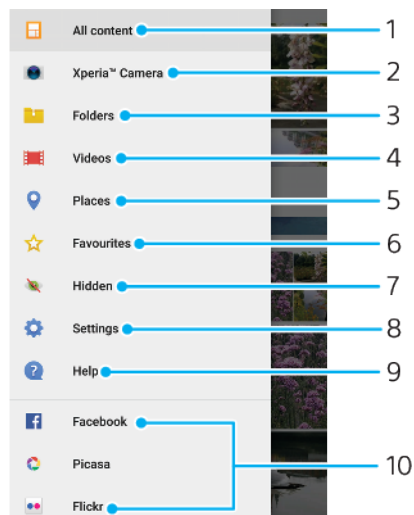 All content 1
Xperia™ Camera 2
Folders 3
Videos 4
Places 5
Favourites 6
Hidden 7
Settings 8
? Help 9
f Facebook
Picasa 10
Flickr